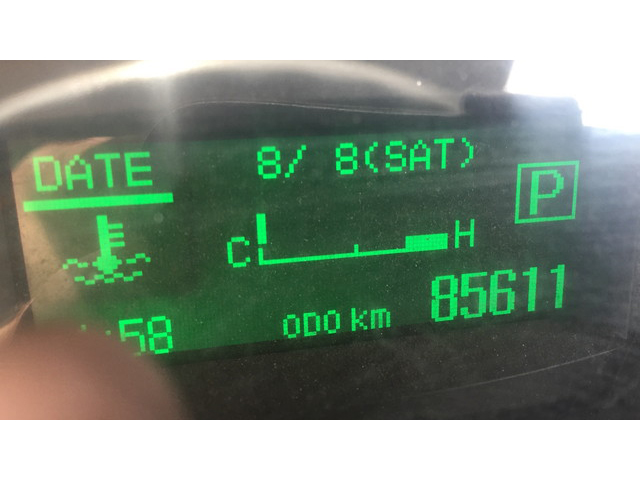 DATE 8/ 8(SAT)
P
C H
:58 ODO km 85611